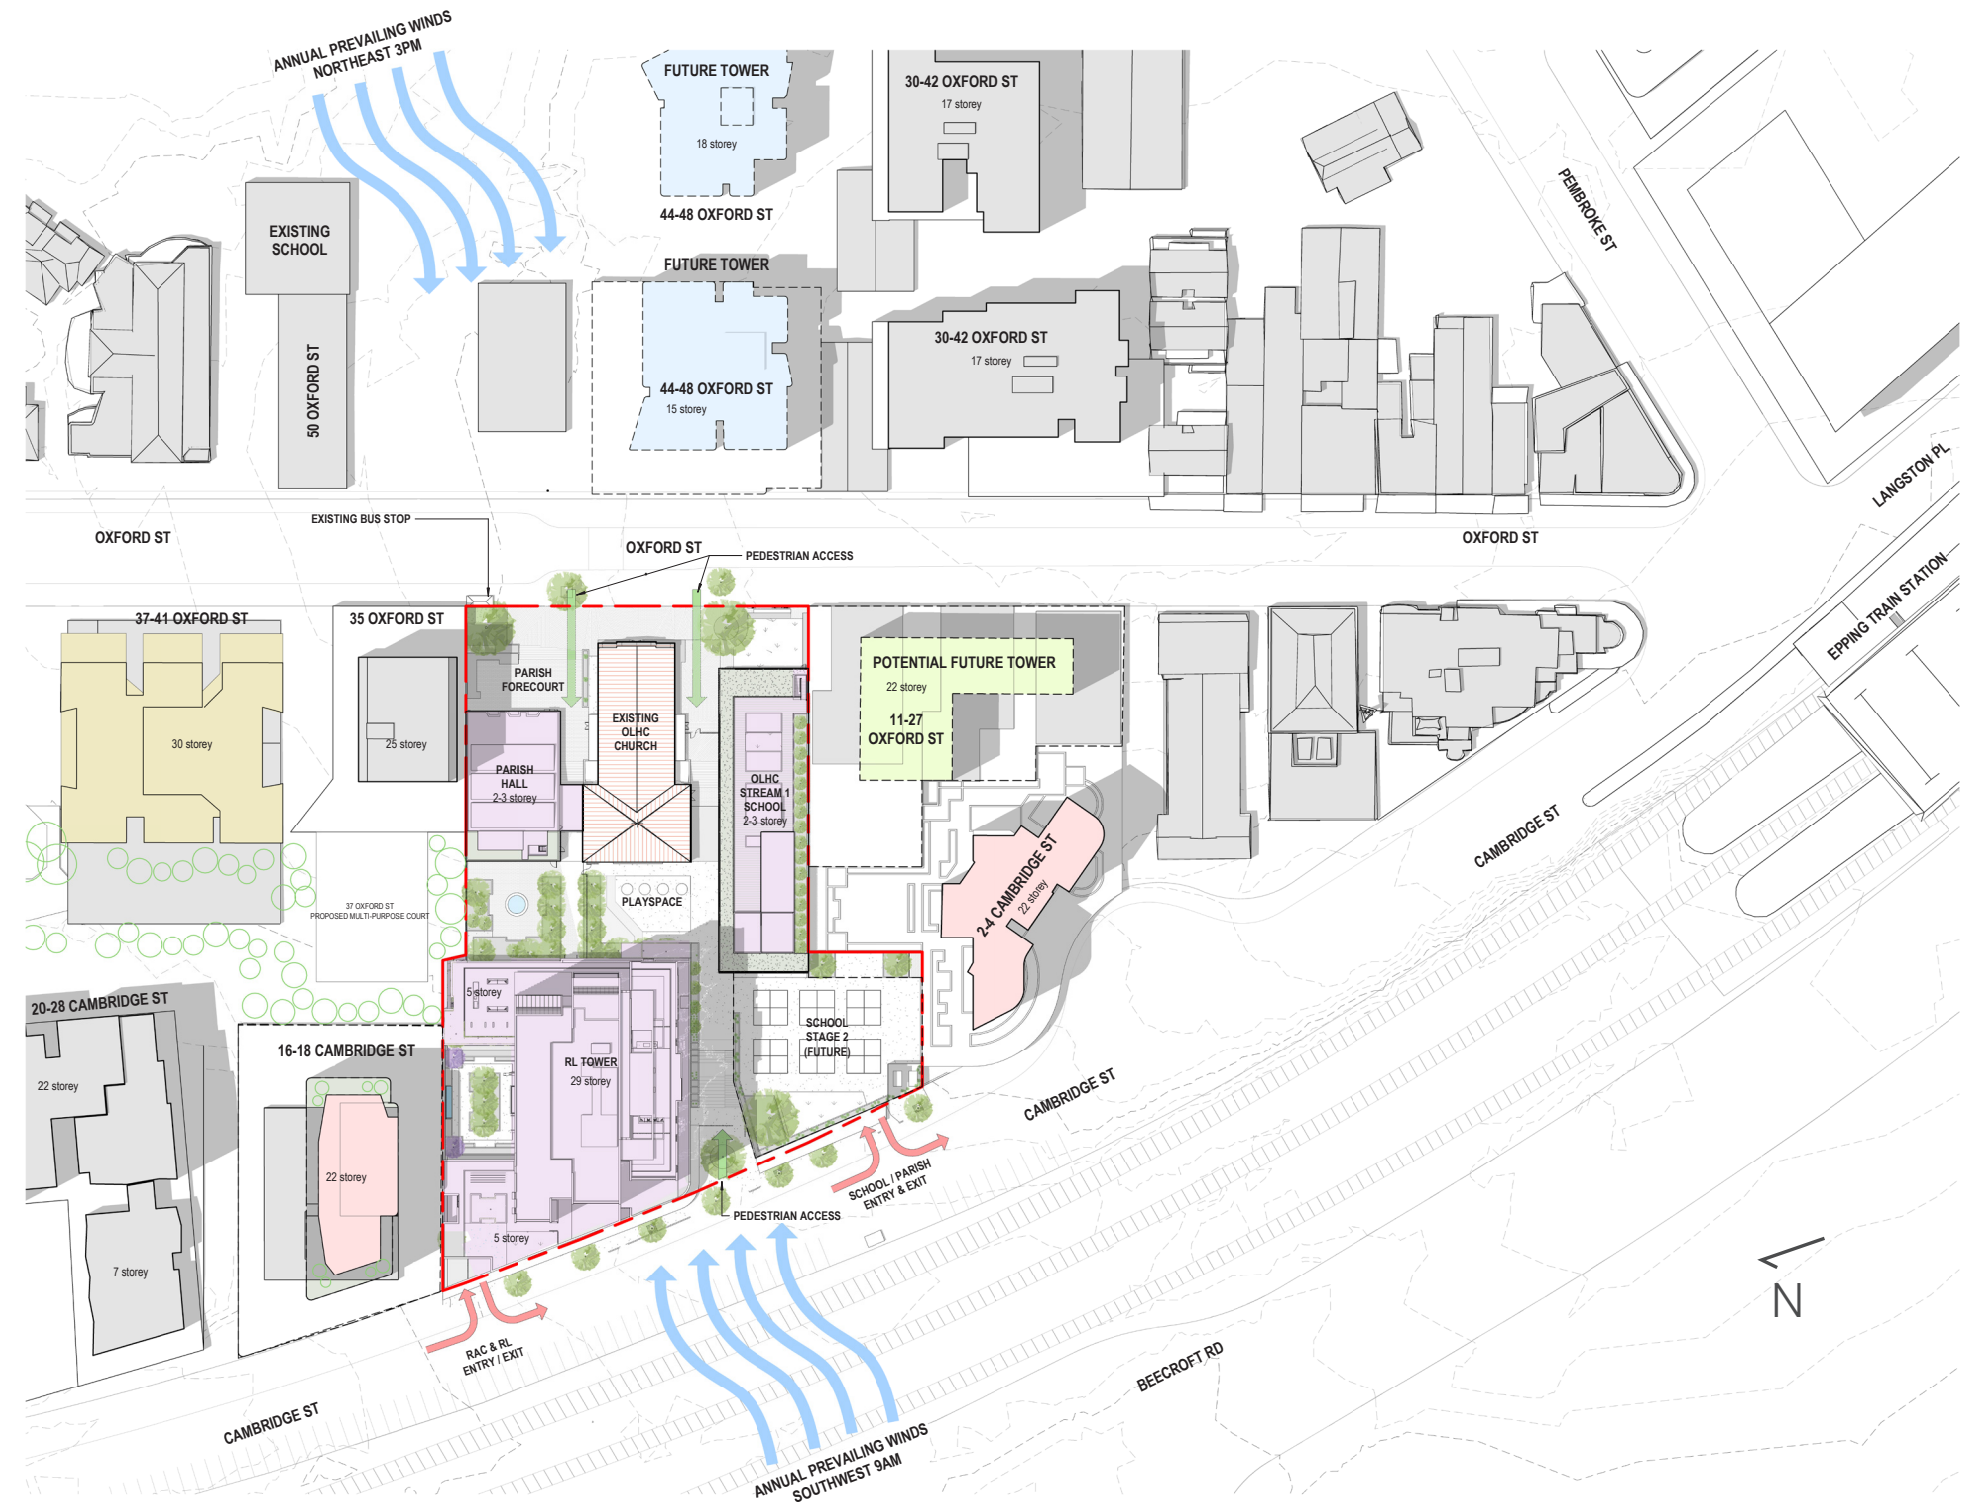 ANNUAL PREVAILING WINDS
NORTHEAST 3PM
FUTURE TOWER
18 storey
44-48 OXFORD ST
30-42 OXFORD ST
17 storey
PEMBROKE ST
EXISTING
SCHOOL
50 OXFORD ST
FUTURE TOWER
44-48 OXFORD ST
15 storey
30-42 OXFORD ST
17 storey
LANGSTON PL
EXISTING BUS STOP
OXFORD ST
OXFORD ST
OXFORD ST
PEDESTRIAN ACCESS
EPPING TRAIN STATION
37-41 OXFORD ST
30 storey
35 OXFORD ST
25 storey
PARISH
FORECOURT
EXISTING
OLHC
CHURCH
PARISH
HALL
2-3 storey
OLHC
STREAM 1
SCHOOL
2-3 storey
POTENTIAL FUTURE TOWER
22 storey
11-27
OXFORD ST
2-4 CAMBRIDGE ST
22 storey
CAMBRIDGE ST
37 OXFORD ST
PROPOSED MULTI-PURPOSE COURT
PLAYSPACE
20-28 CAMBRIDGE ST
22 storey
7 storey
16-18 CAMBRIDGE ST
22 storey
5 storey
RL TOWER
29 storey
5 storey
SCHOOL
STAGE 2
(FUTURE)
CAMBRIDGE ST
SCHOOL / PARISH
ENTRY & EXIT
PEDESTRIAN ACCESS
RAC & RL
ENTRY / EXIT
CAMBRIDGE ST
BEECROFT RD
N
ANNUAL PREVAILING WINDS
SOUTHWEST 9AM